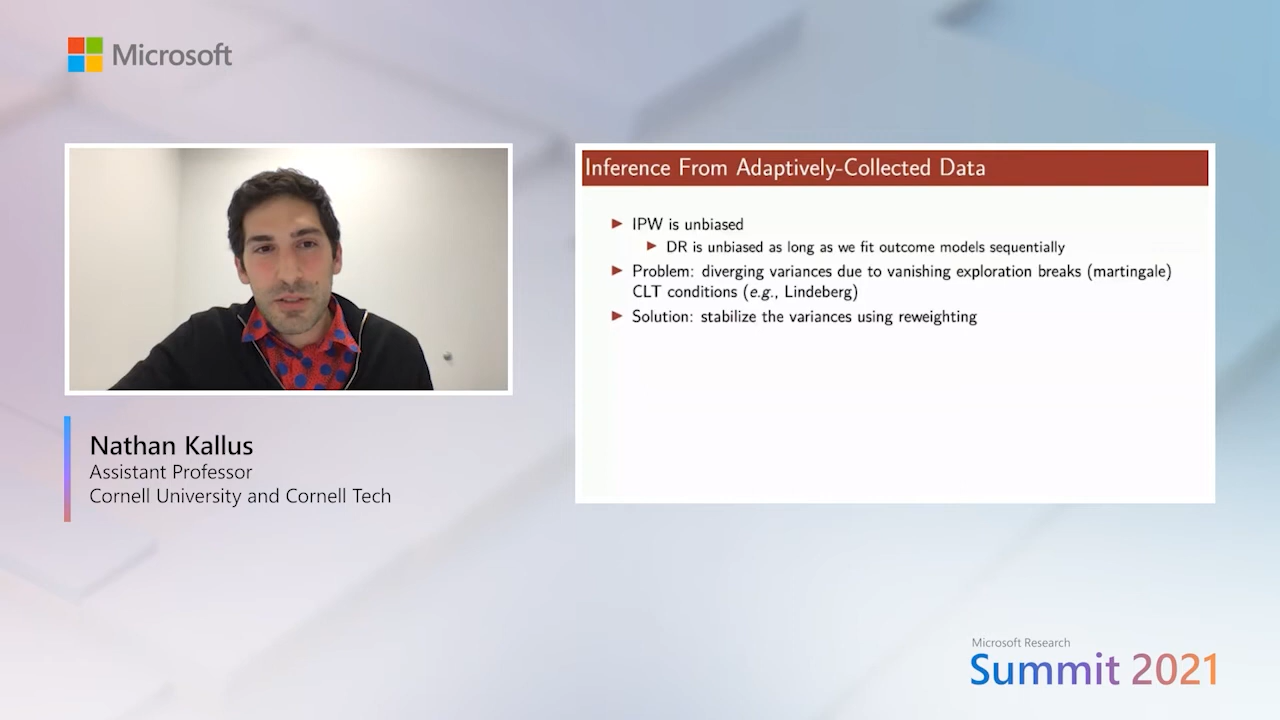 Microsoft
Inference From Adaptively-Collected Data
IPW is unbiased
DR is unbiased as long as we fit outcome models sequentially
Problem: diverging variances due to vanishing exploration breaks (martingale)
CLT conditions (e.g., Lindeberg)
Solution: stabilize the variances using reweighting
Nathan Kallus
Assistant Professor
Cornell University and Cornell Tech
Microsoft Research
Summit 2021